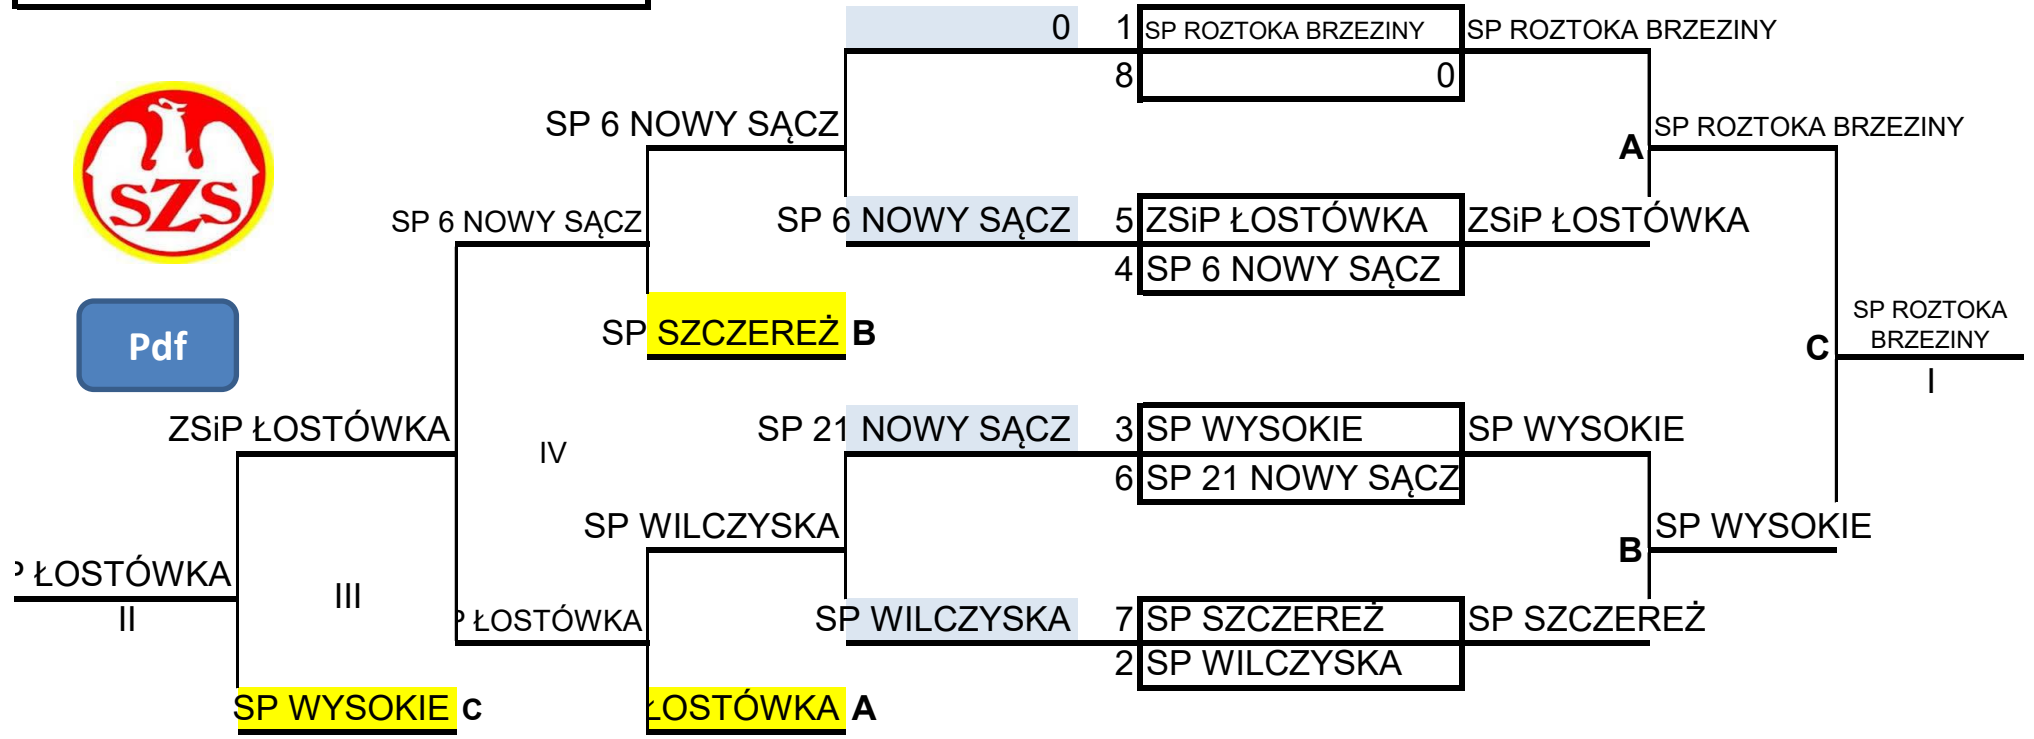 0 1 SP ROZTOKA BRZEZINY SP ROZTOKA BRZEZINY
8 0
SZS
SP 6 NOWY SĄCZ
A SP ROZTOKA BRZEZINY
SP 6 NOWY SĄCZ SP 6 NOWY SĄCZ 5 ZSiP ŁOSTÓWKA ZSiP ŁOSTÓWKA
4 SP 6 NOWY SĄCZ
Pdf
SP SZCZEREŻ B
C SP ROZTOKA
BRZEZINY
I
ZSiP ŁOSTÓWKA SP 21 NOWY SĄCZ 3 SP WYSOKIE SP WYSOKIE
IV
6 SP 21 NOWY SĄCZ
SP WILCZYSKA SP WYSOKIE
B
P ŁOSTÓWKA
II
III
P ŁOSTÓWKA SP WILCZYSKA 7 SP SZCZEREŻ SP SZCZEREŻ
2 SP WILCZYSKA
SP WYSOKIE C ŁOSTÓWKA A